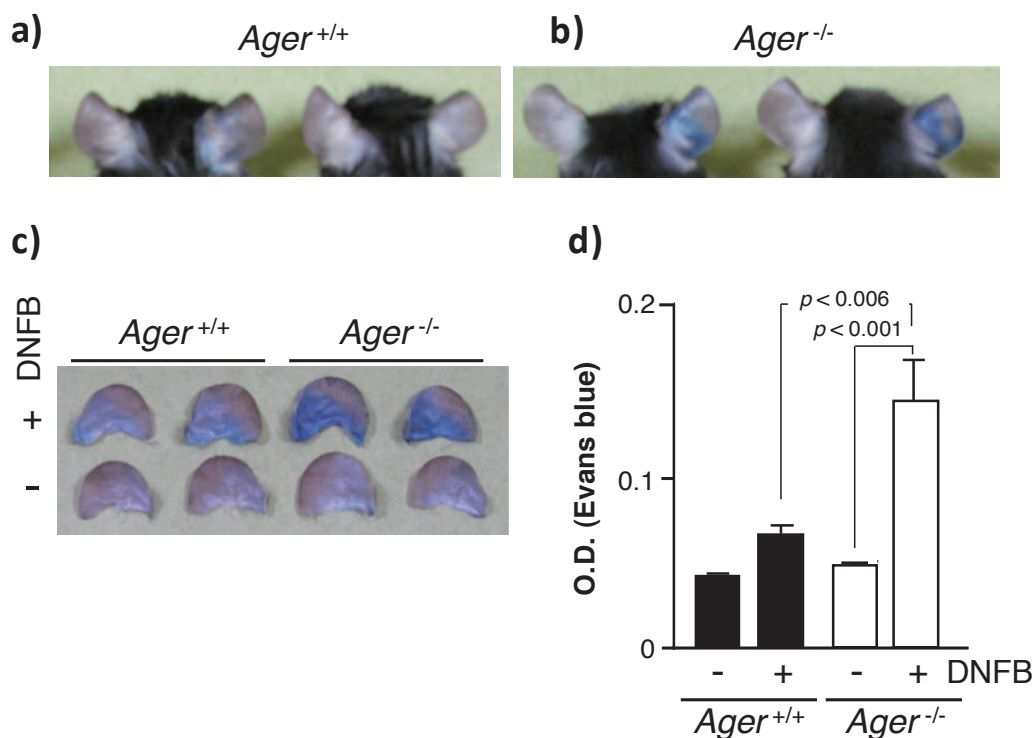 a)
Ager+/+
b)
Ager-/-
c)
DNFB
Ager+/+ Ager-/-
+
-
d)
O.D. (Evans blue)
0.2
0.1
0
p < 0.006
p < 0.001
- + - + DNFB
Ager+/+ Ager-/-